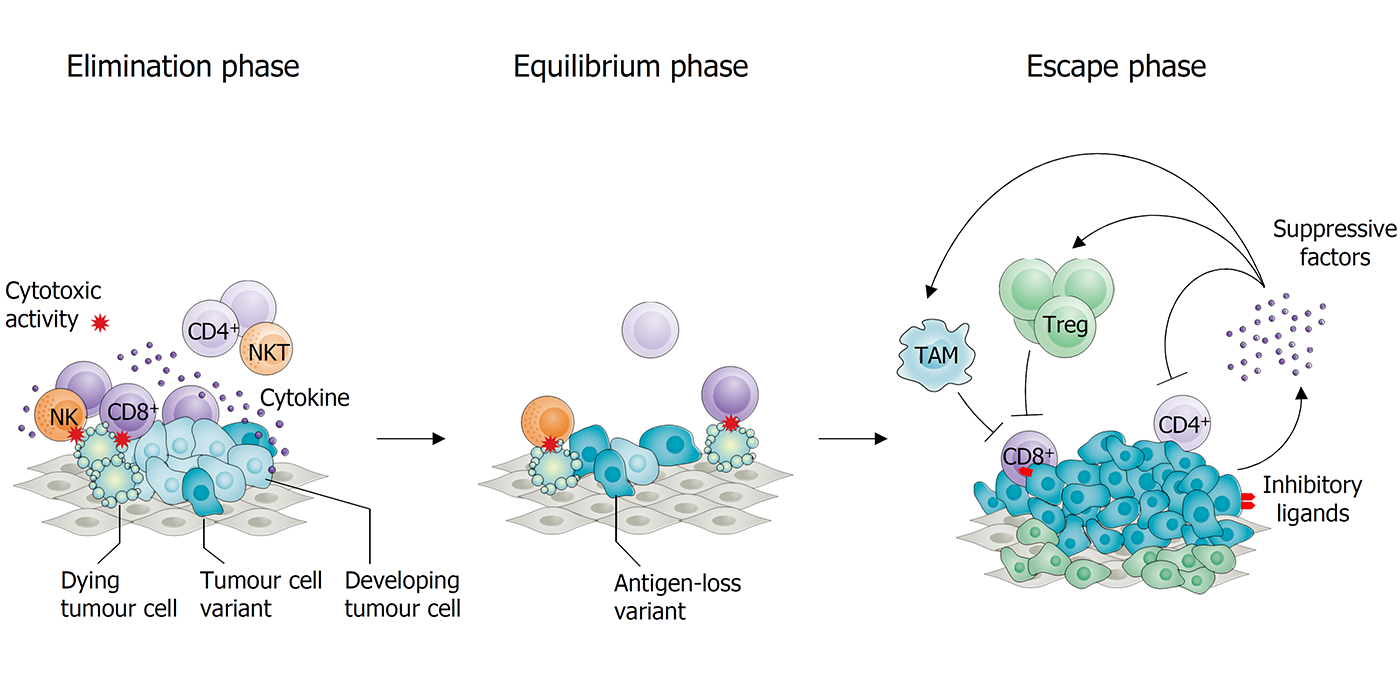 Elimination phase
Equilibrium phase
Escape phase
Cytotoxic
activity
CD4+
NKT
Cytokine
NK
CD8+
Dying
tumour cell
Tumour cell
variant
Developing
tumour cell
Antigen-loss
variant
Suppressive
factors
Treg
TAM
CD8+
CD4+
Inhibitory
ligands